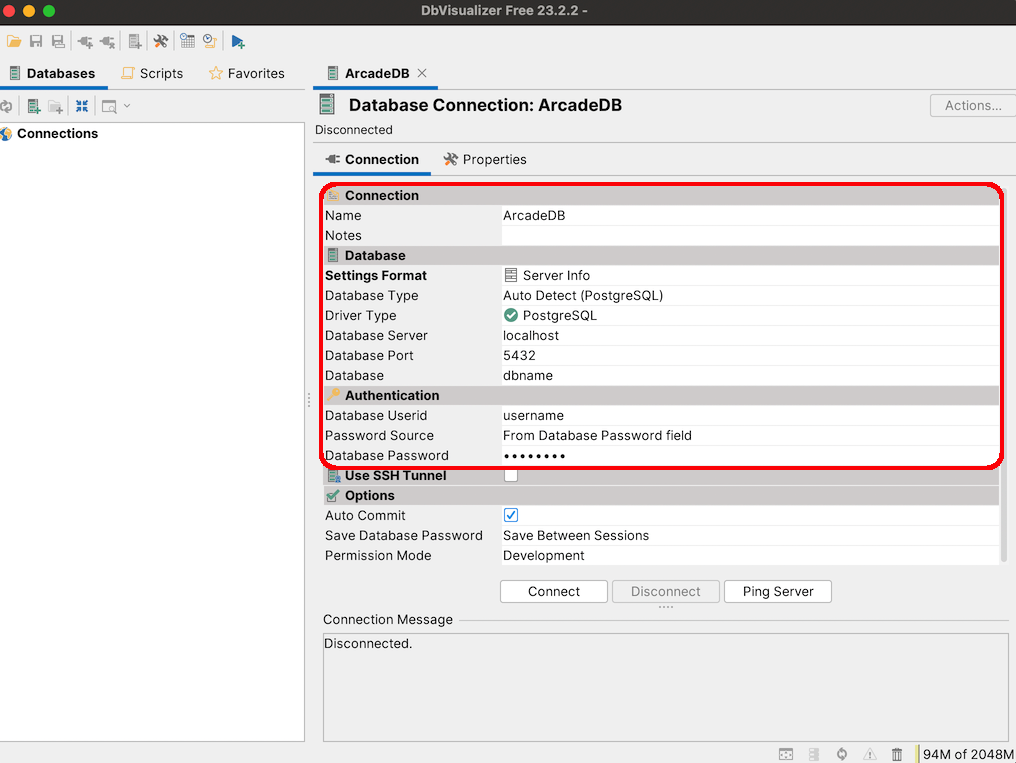 DbVisualizer Free 23.2.2 -
Databases Scripts Favorites
Connections
ArcadeDB
Database Connection: ArcadeDB
Actions...
Disconnected
Connection Properties
Connection
Name ArcadeDB
Notes
Database
Settings Format Server Info
Database Type Auto Detect (PostgreSQL)
Driver Type PostgreSQL
Database Server localhost
Database Port 5432
Database dbname
Authentication
Database Userid username
Password Source From Database Password field
Database Password ••••••••
Use SSH Tunnel
Options
Auto Commit
Save Database Password Save Between Sessions
Permission Mode Development
Connect Disconnect Ping Server
Connection Message
Disconnected.
94M of 2048M